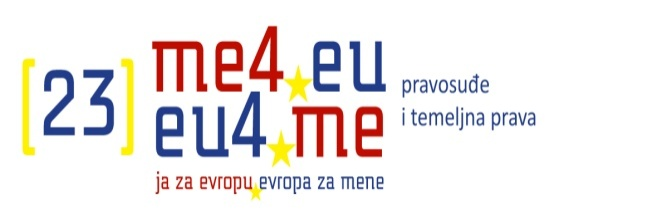 [23]
me4.eu
eu4.me
ja za evropu evropa za mene
pravosuđe
i temeljna prava